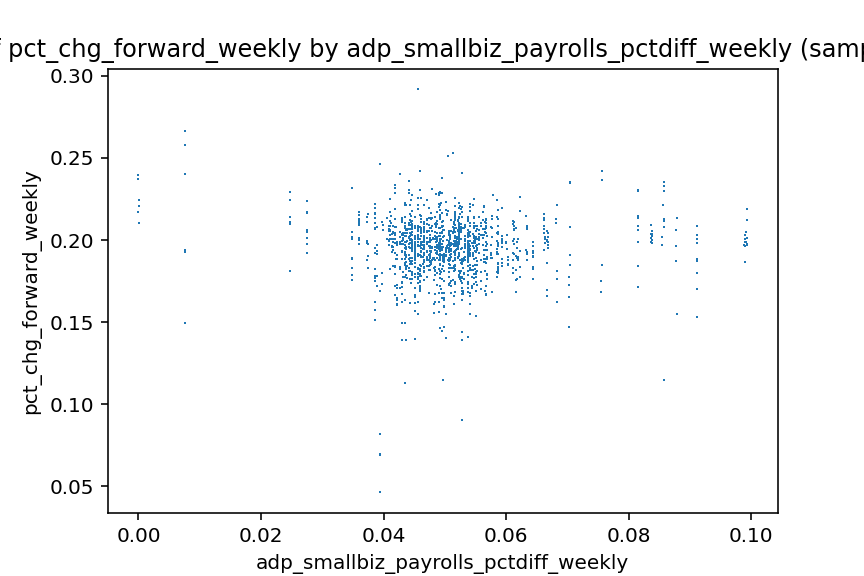 pct_chg_forward_weekly by adp_smallbiz_payrolls_pctdiff_weekly (samp
0.30
0.25
0.20
0.15
0.10
0.05
pct_chg_forward_weekly
0.00 0.02 0.04 0.06 0.08 0.10
adp_smallbiz_payrolls_pctdiff_weekly